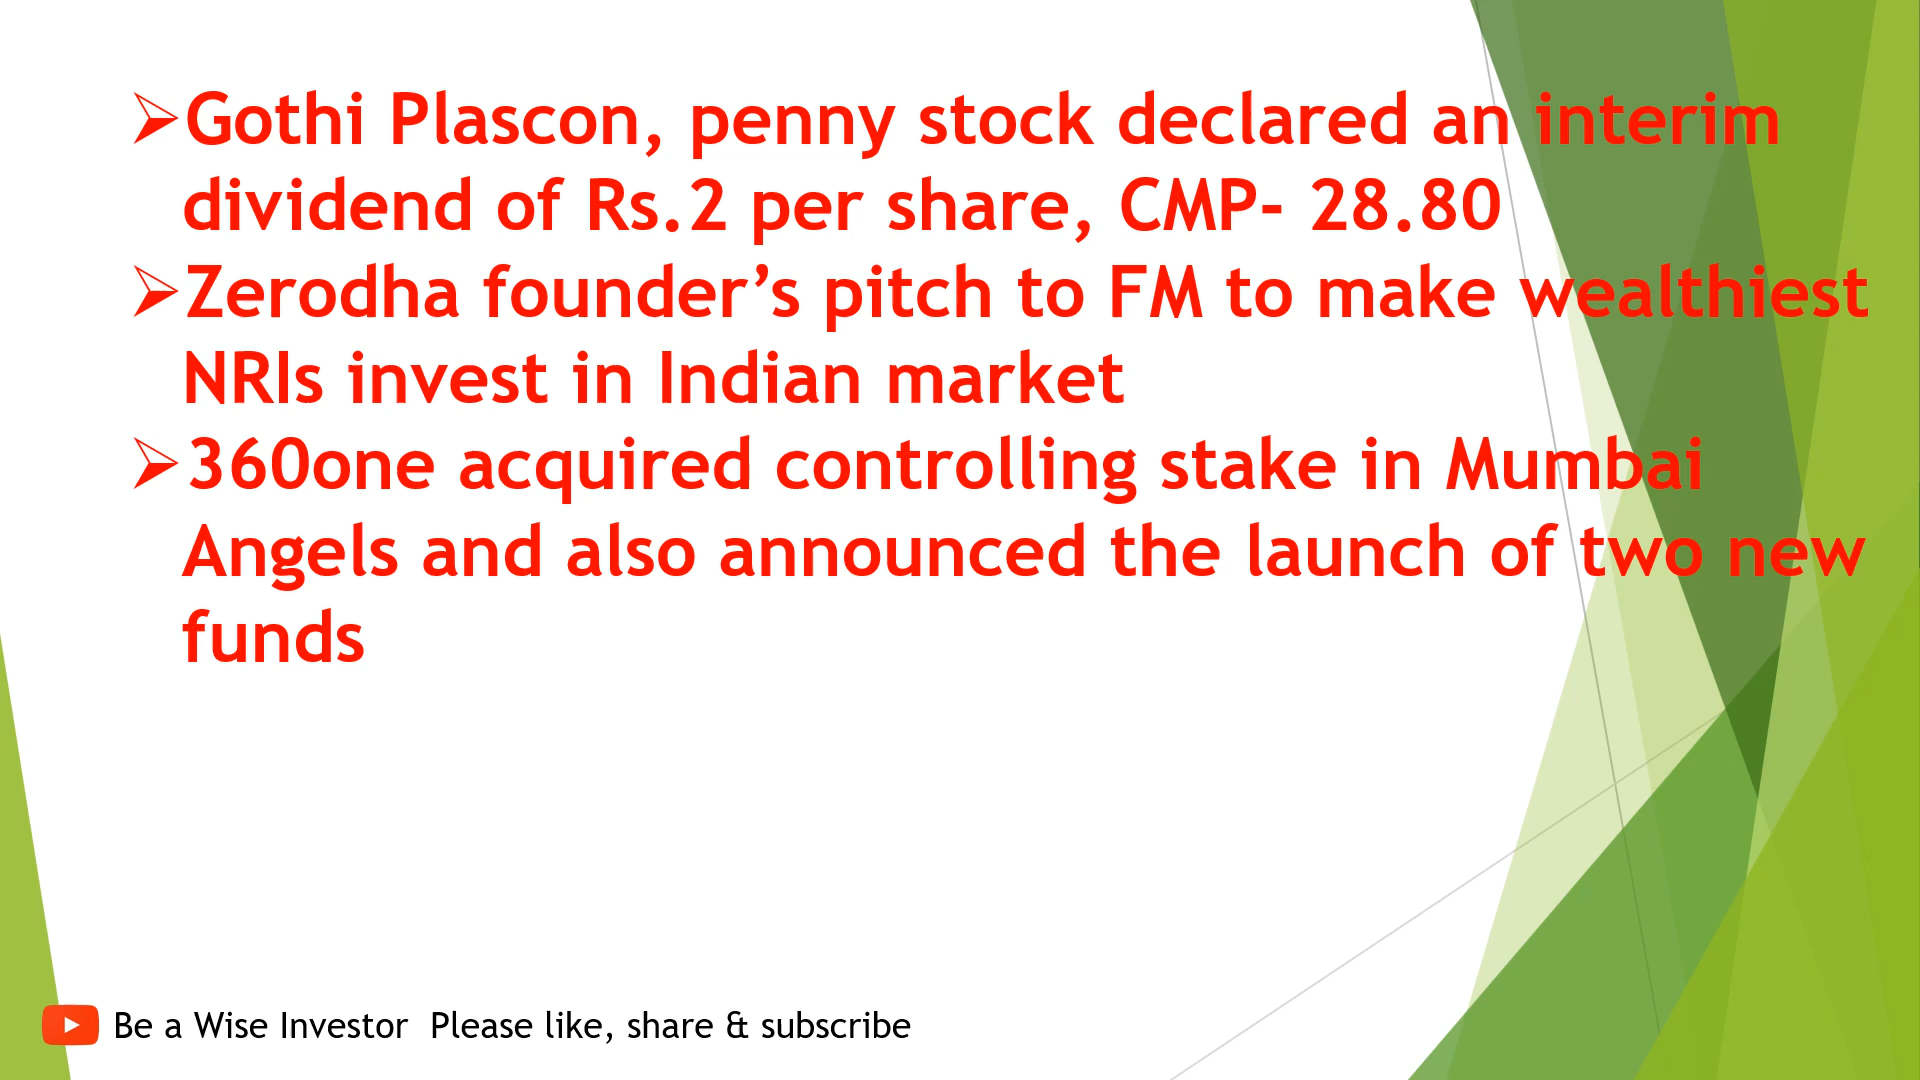 ➢Gothi Plascon, penny stock declared an interim
dividend of Rs.2 per share, CMP- 28.80
➢Zerodha founder’s pitch to FM to make wealthiest
NRIs invest in Indian market
➢360one acquired controlling stake in Mumbai
Angels and also announced the launch of two new
funds
Be a Wise Investor  Please like, share & subscribe